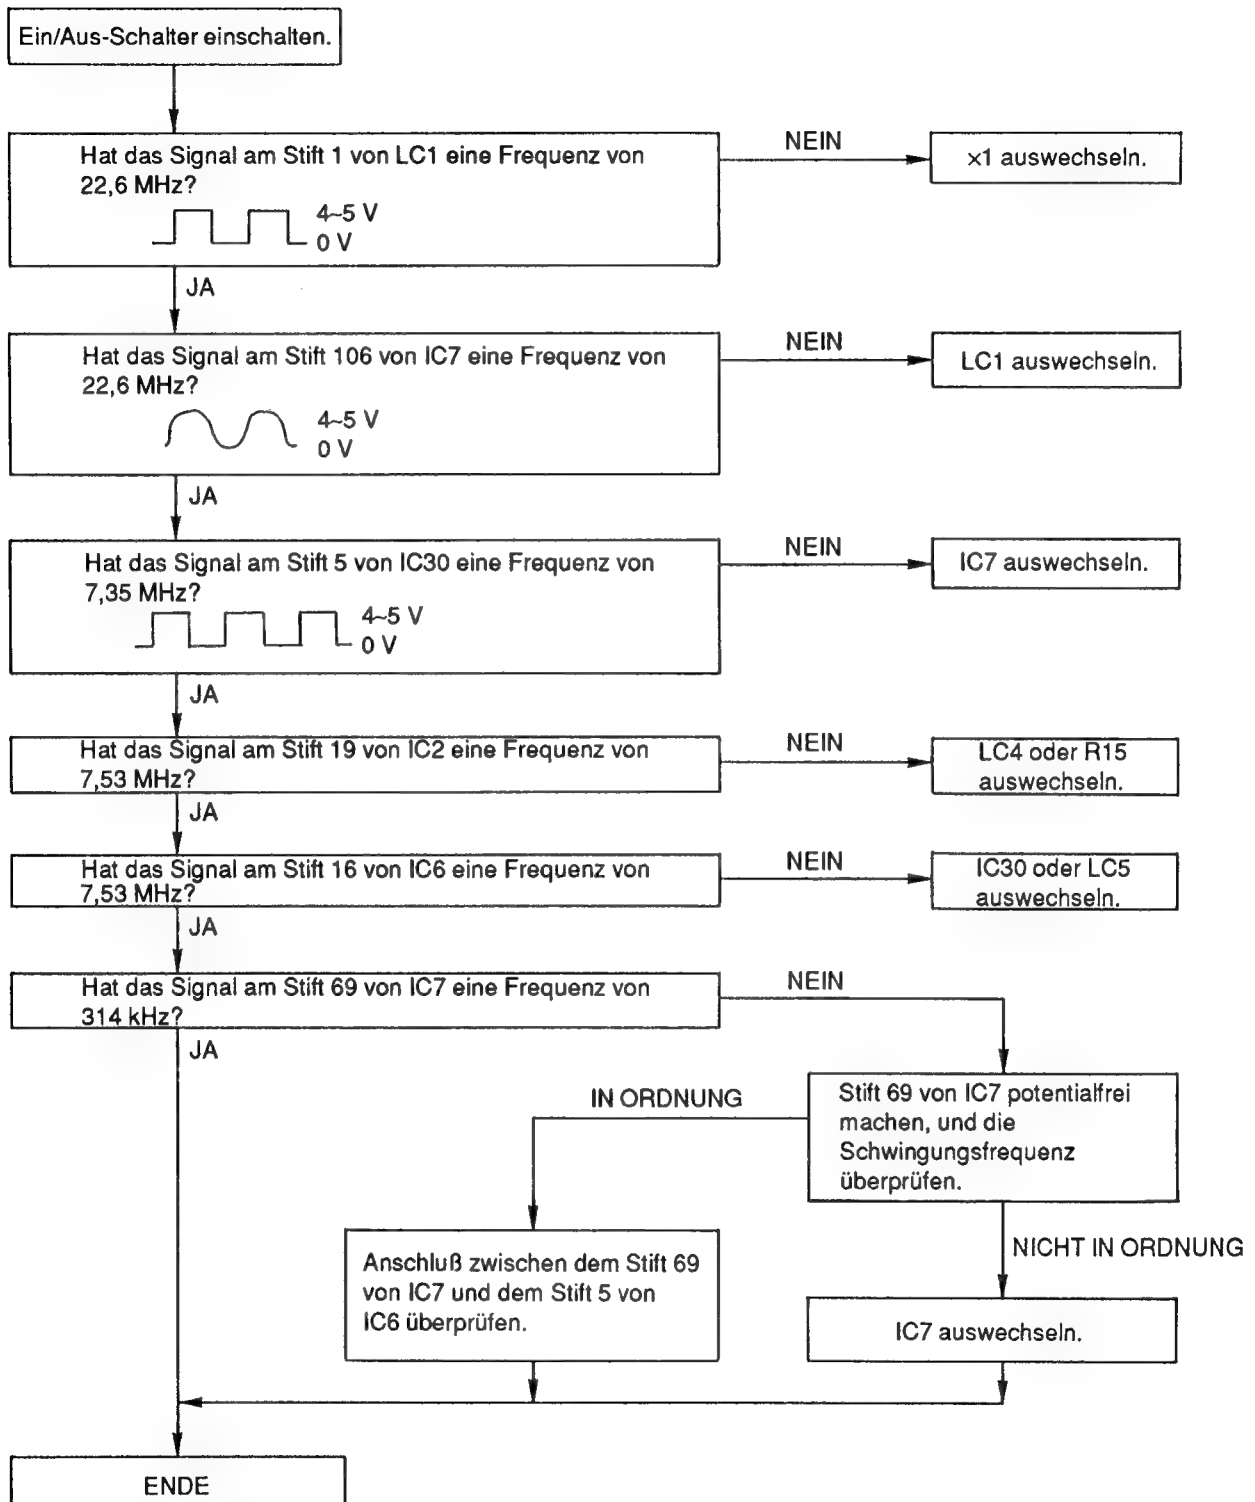 Ein/Aus-Schalter einschalten.
Hat das Signal am Stift 1 von LC1 eine Frequenz von
22,6 MHz?
4~5 V
0 V
NEIN
×1 auswechseln.
JA
Hat das Signal am Stift 106 von IC7 eine Frequenz von
22,6 MHz?
4~5 V
0 V
NEIN
LC1 auswechseln.
JA
Hat das Signal am Stift 5 von IC30 eine Frequenz von
7,35 MHz?
4~5 V
0 V
NEIN
IC7 auswechseln.
JA
Hat das Signal am Stift 19 von IC2 eine Frequenz von
7,53 MHz?
NEIN
LC4 oder R15
auswechseln.
JA
Hat das Signal am Stift 16 von IC6 eine Frequenz von
7,53 MHz?
NEIN
IC30 oder LC5
auswechseln.
JA
Hat das Signal am Stift 69 von IC7 eine Frequenz von
314 kHz?
NEIN
JA
Stift 69 von IC7 potentialfrei
machen, und die
Schwingungsfrequenz
überprüfen.
IN ORDNUNG
Anschluß zwischen dem Stift 69
von IC7 und dem Stift 5 von
IC6 überprüfen.
NICHT IN ORDNUNG
IC7 auswechseln.
ENDE